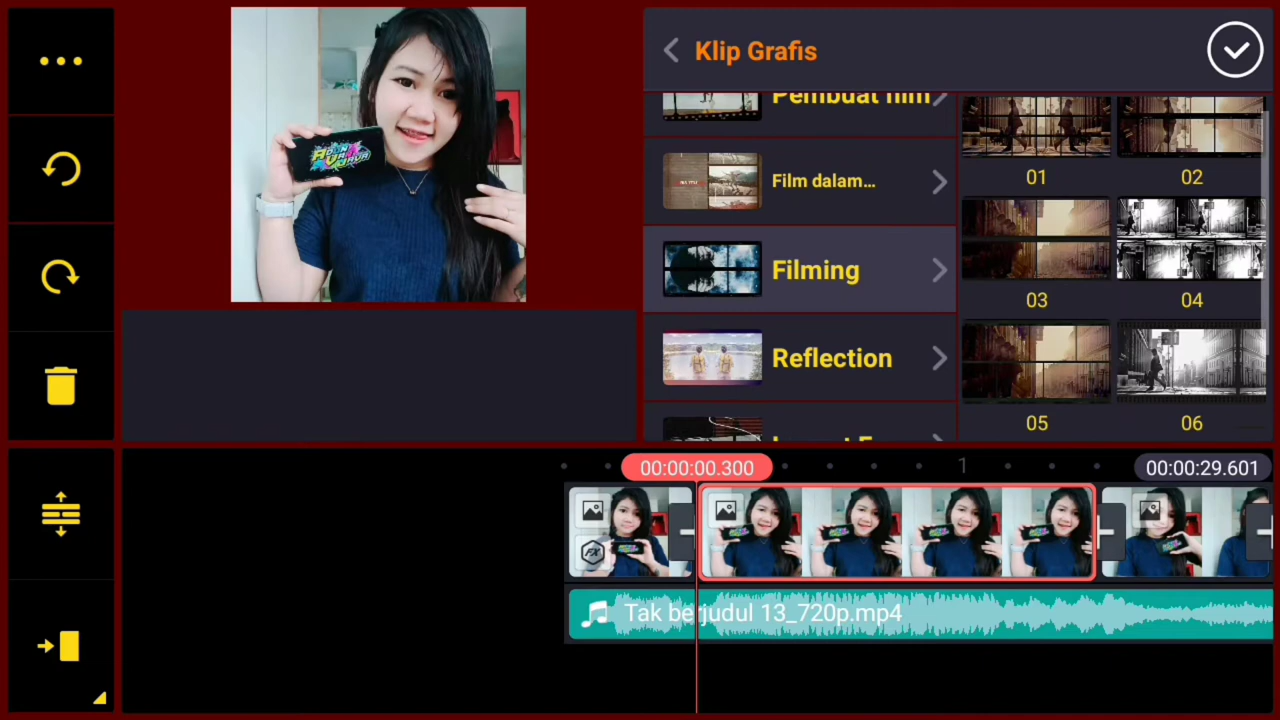 Klip Grafis
Pembuat film
Film dalam...
Filming
Reflection
01
02
03
04
05
06
00:00:00.300
1
00:00:29.601
FX
Tak berjudul 13_720p.mp4